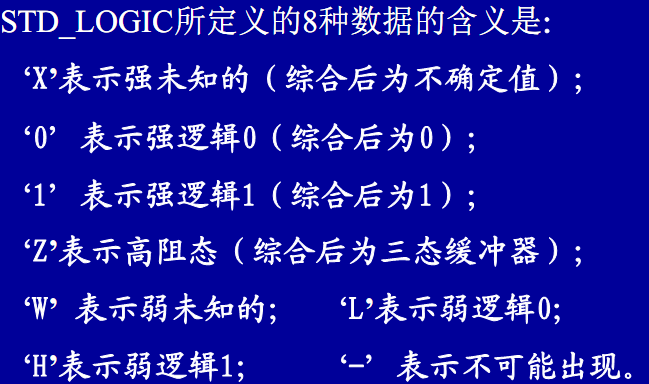 STD_LOGIC所定义的8种数据的含义是:
‘X’表示强未知的（综合后为不确定值）;
‘0’ 表示强逻辑0（综合后为0）;
‘1’ 表示强逻辑1（综合后为1）;
‘Z’表示高阻态（综合后为三态缓冲器）;
‘W’ 表示弱未知的; ‘L’表示弱逻辑0;
‘H’表示弱逻辑1; ‘-’ 表示不可能出现。